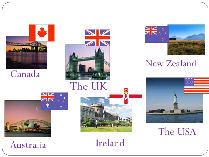 Canada
The UK
New Zealand
Australia
Ireland
The USA